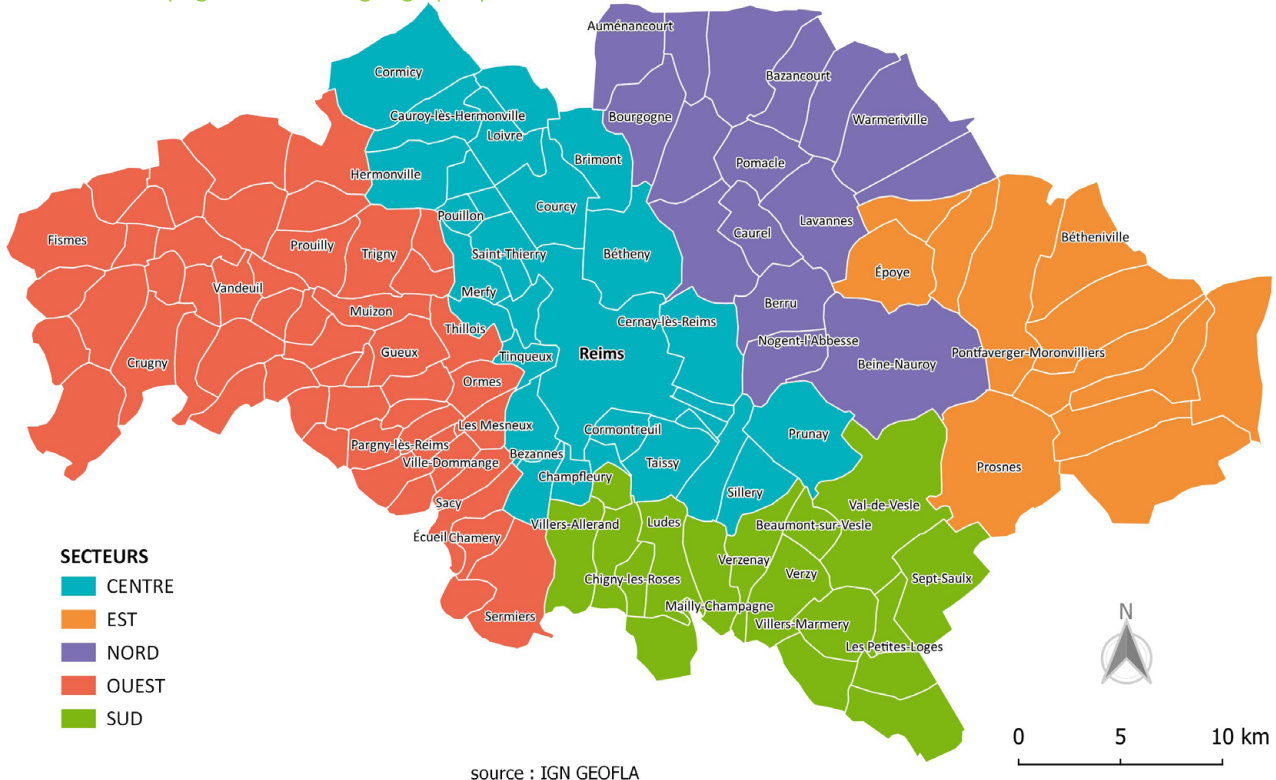 Auménancourt
Cormicy
Bazancourt
Cauroy-lès-Hermonville
Bourgogne
Warmeriville
Loivre
Brimont
Pomacle
Hermonville
Courcy
Pouillon
Lavannes
Caurel
Fismes
Prouilly
Trigny
Saint-Thierry
Bétheny
Bétheniville
Époye
Vandeuil
Merfy
Berru
Muizon
Cernay-lès-Reims
Thillois
Nogent-l'Abbesse
Gueux
Tinqueux
Reims
Pontfaverger-Moronvilliers
Crugny
Beine-Nauroy
Ormes
Les Mesneux
Cormontreuil
Prunay
Pargny-lès-Reims
Bezannes
Ville-Dommange
Taissy
Prosnes
Champfleury
Sillery
Sacy
Val-de-Vesle
Villers-Allerand
Ludes
Beaumont-sur-Vesle
Écueil
Chamery
Verzenay
Verzy
Chigny-les-Roses
Sept-Saulx
Mailly-Champagne
Sermiers
Villers-Marmery
Les Petites-Loges
SECTEURS
CENTRE
EST
NORD
OUEST
SUD
N
0 5 10 km
source : IGN GEOFLA